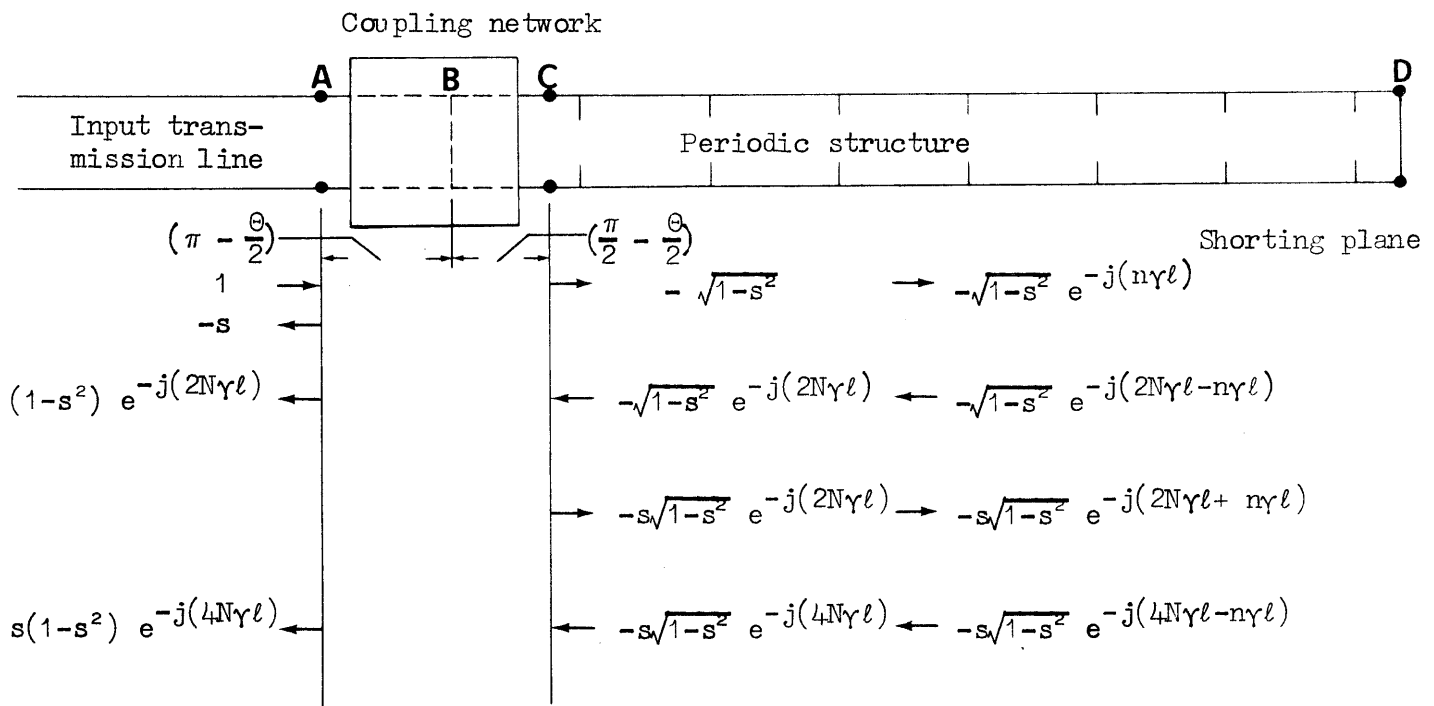 Coupling network
A B C D
Input trans-
mission line
Periodic structure
(π - Θ/2) (π/2 - Θ/2)
Shorting plane
1 - √1-s² -√1-s² e^-j(nγℓ)
-s
(1-s²) e^-j(2Nγℓ) -√1-s² e^-j(2Nγℓ) -√1-s² e^-j(2Nγℓ-nγℓ)
-s√1-s² e^-j(2Nγℓ) -s√1-s² e^-j(2Nγℓ+ nγℓ)
s(1-s²) e^-j(4Nγℓ) -s√1-s² e^-j(4Nγℓ) -s√1-s² e^-j(4Nγℓ-nγℓ)